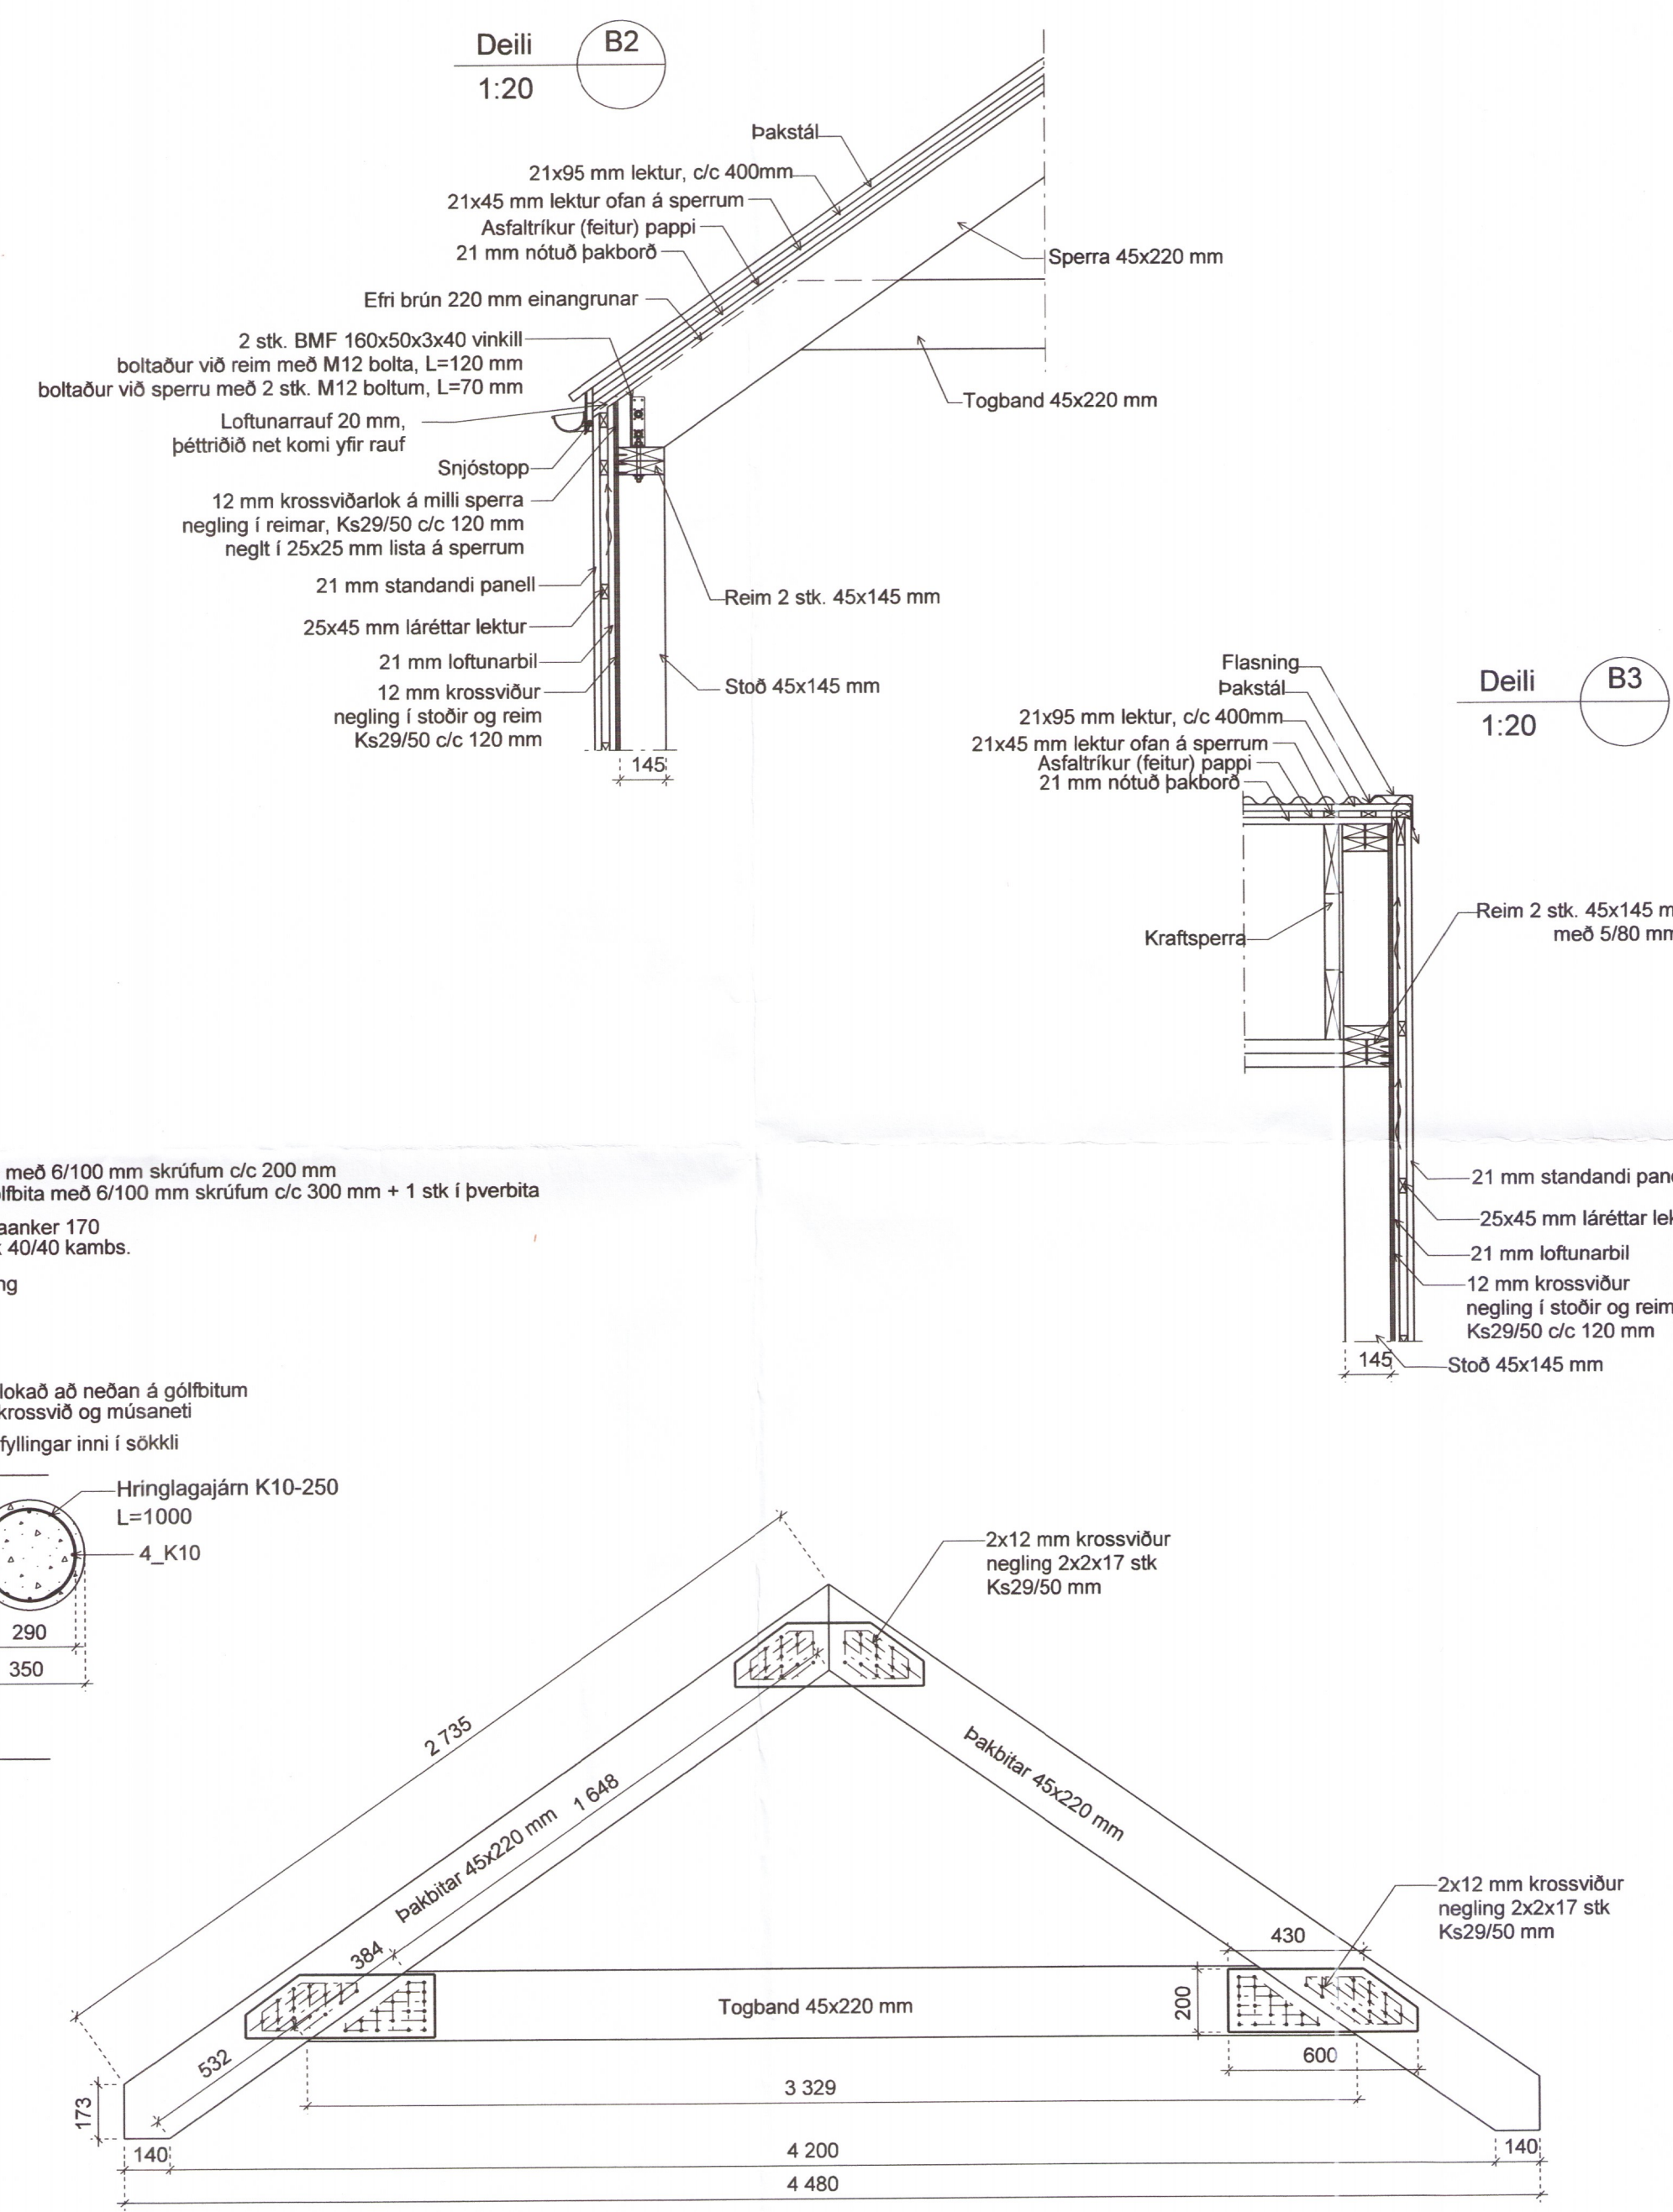 Deili
B2
1:20
Þakstál
21x95 mm lektur, c/c 400mm
21x45 mm lektur ofan á sperrum
Asfaltríkur (feitur) pappi
21 mm nótuð þakborð
Efri brún 220 mm einangrunar
2 stk. BMF 160x50x3x40 vinkill
boltaður við reim með M12 bolta, L=120 mm
boltaður við sperru með 2 stk. M12 boltum, L=70 mm
Loftunarrauf 20 mm,
þéttriðið net komi yfir rauf
Snjóstopp
12 mm krossviðarlok á milli sperra
negling í reimar, Ks29/50 c/c 120 mm
neglt í 25x25 mm lista á sperrum
21 mm standandi panell
25x45 mm láréttar lektur
21 mm loftunarbil
12 mm krossviður
negling í stoðir og reim
Ks29/50 c/c 120 mm
Sperra 45x220 mm
Togband 45x220 mm
Reim 2 stk. 45x145 mm
Stoð 45x145 mm
145
Deili
B3
1:20
Flasning
Þakstál
21x95 mm lektur, c/c 400mm
21x45 mm lektur ofan á sperrum
Asfaltríkur (feitur) pappi
21 mm nótuð þakborð
Kraftsperra
Reim 2 stk. 45x145 m
með 5/80 mm
21 mm standandi pane
25x45 mm láréttar lek
21 mm loftunarbil
12 mm krossviður
negling í stoðir og reim
Ks29/50 c/c 120 mm
Stoð 45x145 mm
145
með 6/100 mm skrúfum c/c 200 mm
lfbita með 6/100 mm skrúfum c/c 300 mm + 1 stk í þverbita
aanker 170
40/40 kambs.
ng
lokað að neðan á gólfbitum
krossvið og músaneti
fyllingar inni í sökkli
Hringlagajárn K10-250
L=1000
4_K10
290
350
2x12 mm krossviður
negling 2x2x17 stk
Ks29/50 mm
2 735
Þakbitar 45x220 mm
1 648
Þakbitar 45x220 mm
384
532
2x12 mm krossviður
negling 2x2x17 stk
Ks29/50 mm
430
Togband 45x220 mm
200
600
3 329
173
140
4 200
140
4 480